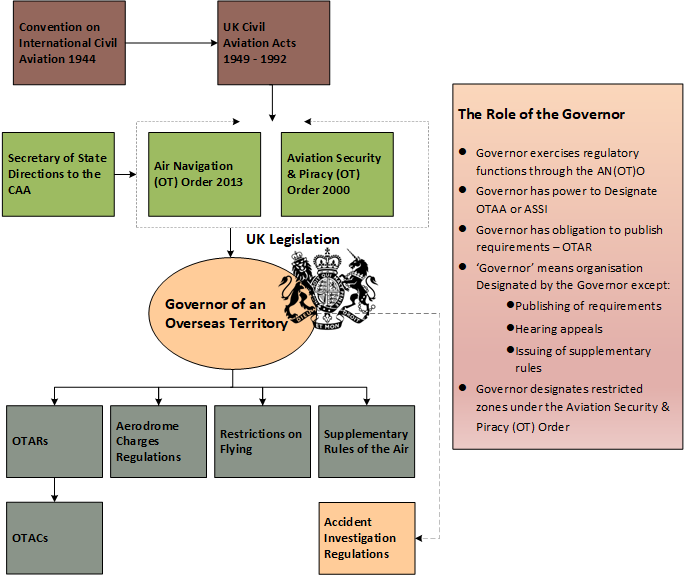 Convention on
International Civil
Aviation 1944
UK Civil
Aviation Acts
1949 - 1992
Secretary of State
Directions to the
CAA
Air Navigation
(OT) Order 2013
Aviation Security
& Piracy (OT)
Order 2000
UK Legislation
Governor of an
Overseas Territory
OTARs
Aerodrome
Charges
Regulations
Restrictions on
Flying
Supplementary
Rules of the Air
OTACs
Accident
Investigation
Regulations
The Role of the Governor
● Governor exercises regulatory
functions through the AN(OT)O
● Governor has power to Designate
OTAA or ASSI
● Governor has obligation to publish
requirements – OTAR
● ‘Governor’ means organisation
Designated by the Governor except:
●Publishing of requirements
●Hearing appeals
●Issuing of supplementary
rules
● Governor designates restricted
zones under the Aviation Security &
Piracy (OT) Order